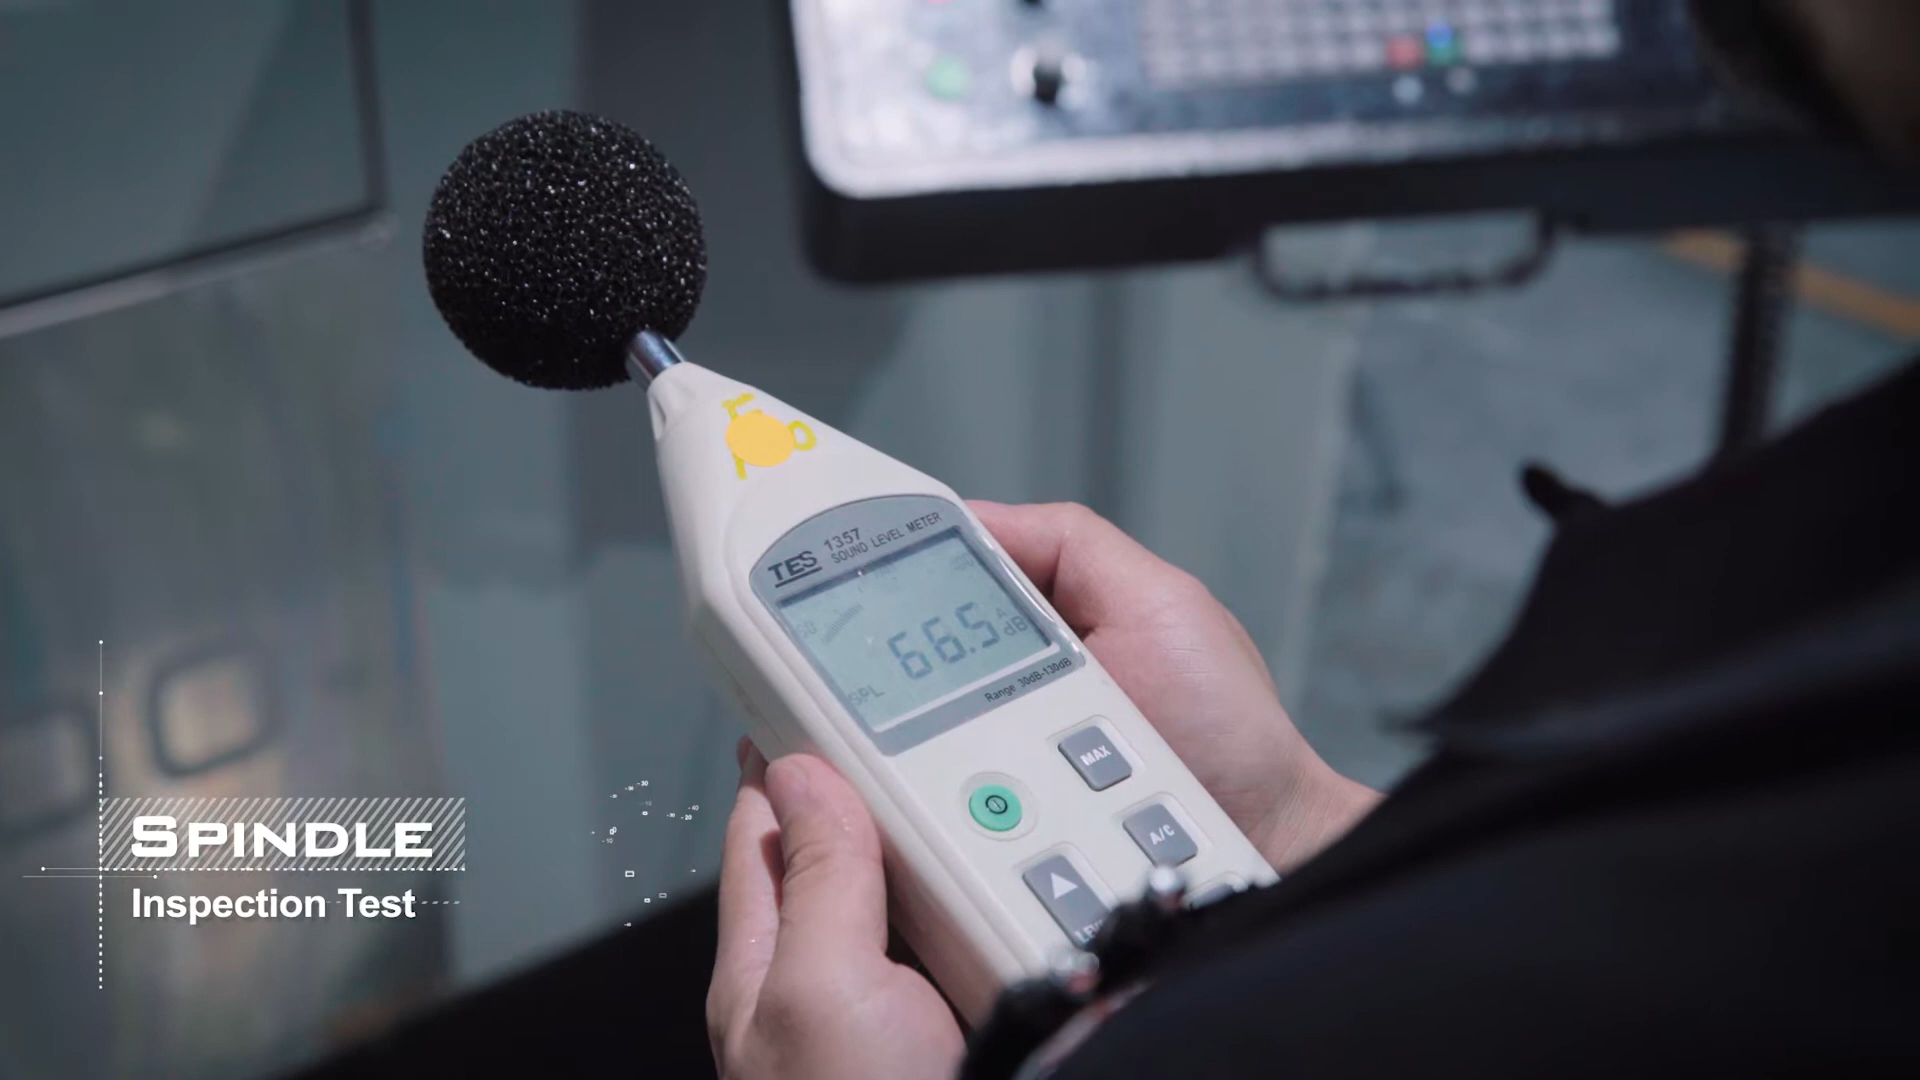 TES 1357
SOUND LEVEL METER
66.5 A
dB
SPL
Range 30dB-130dB
MAX
A/C
SPINDLE
Inspection Test